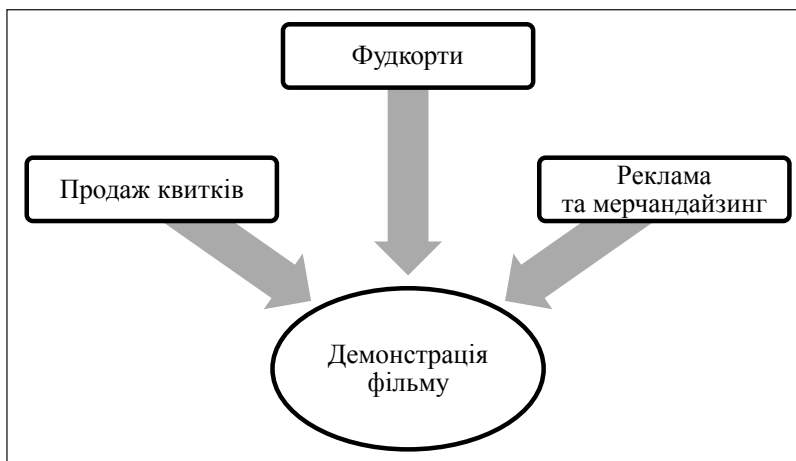 Фудкорти
Продаж квитків
Реклама
та мерчандайзинг
Демонстрація
фільму